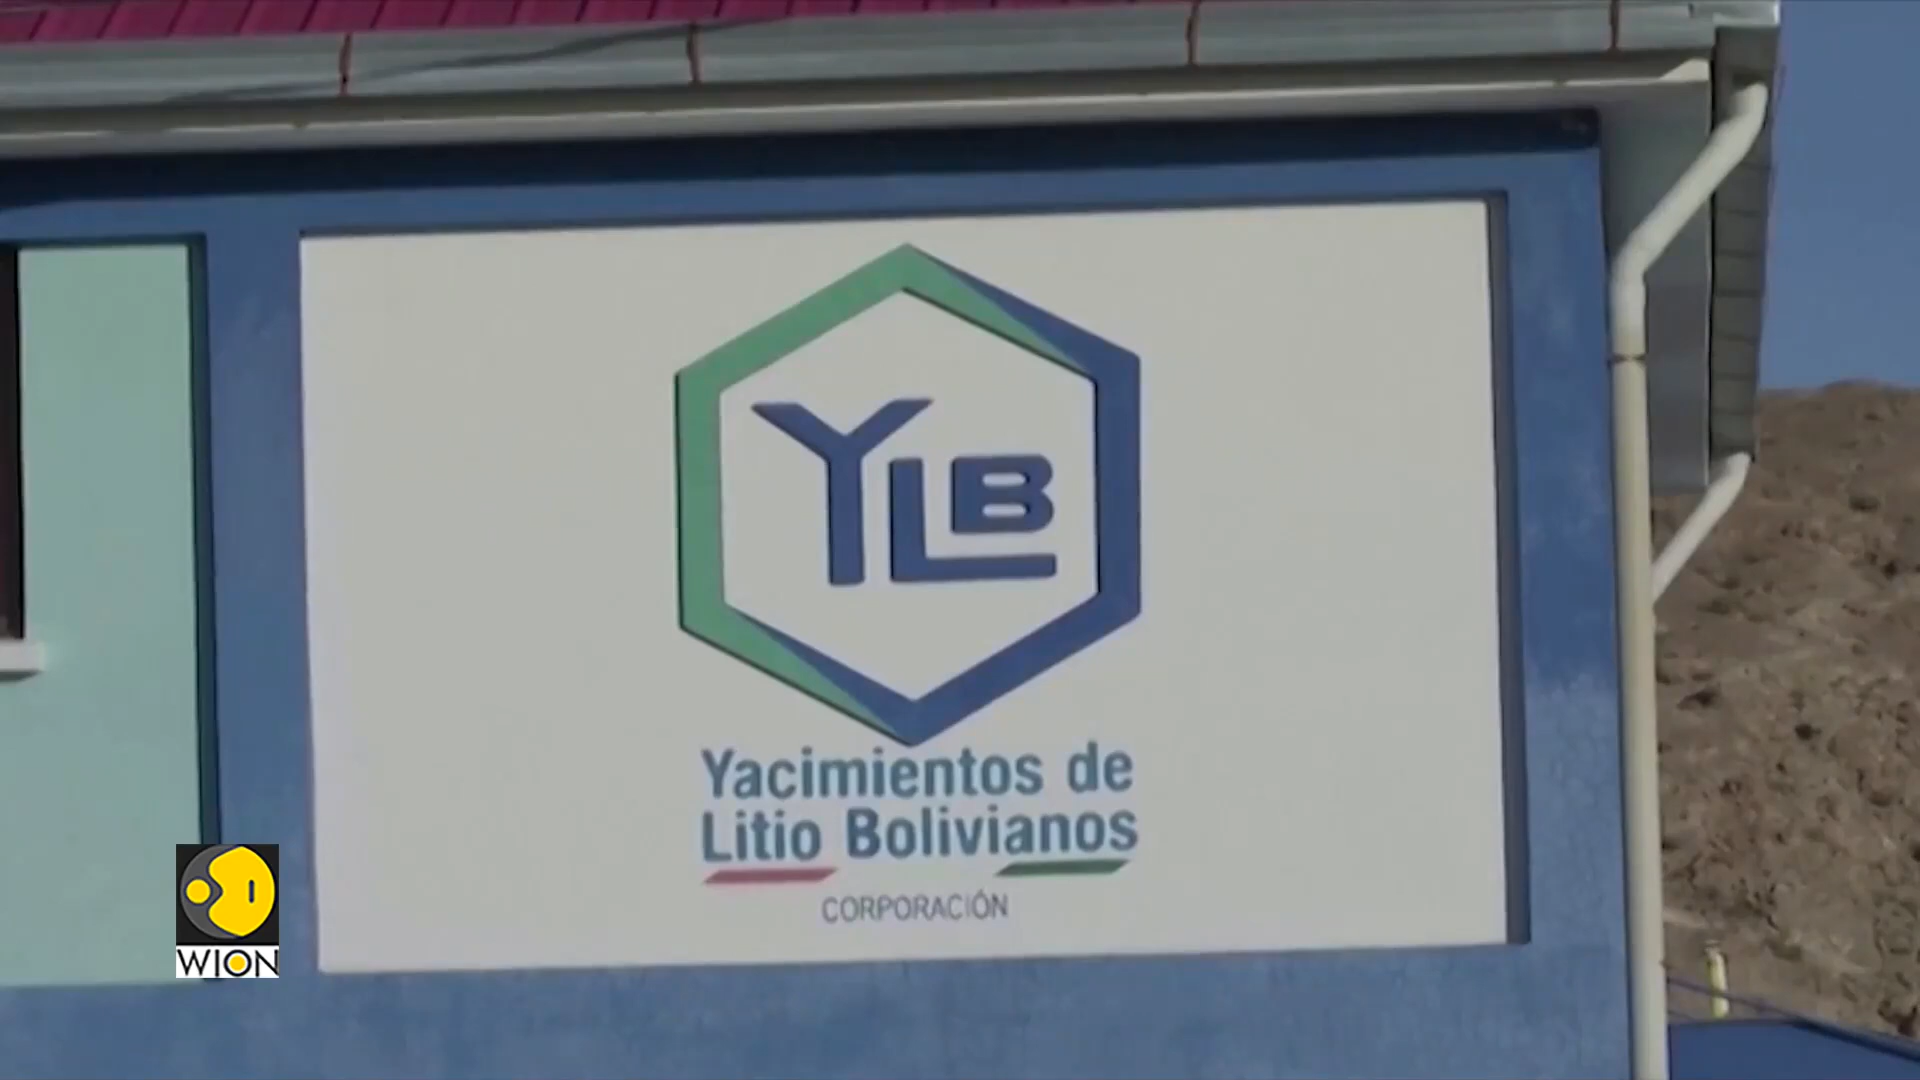 YLB
Yacimientos de
Litio Bolivianos
CORPORACIÓN
WION